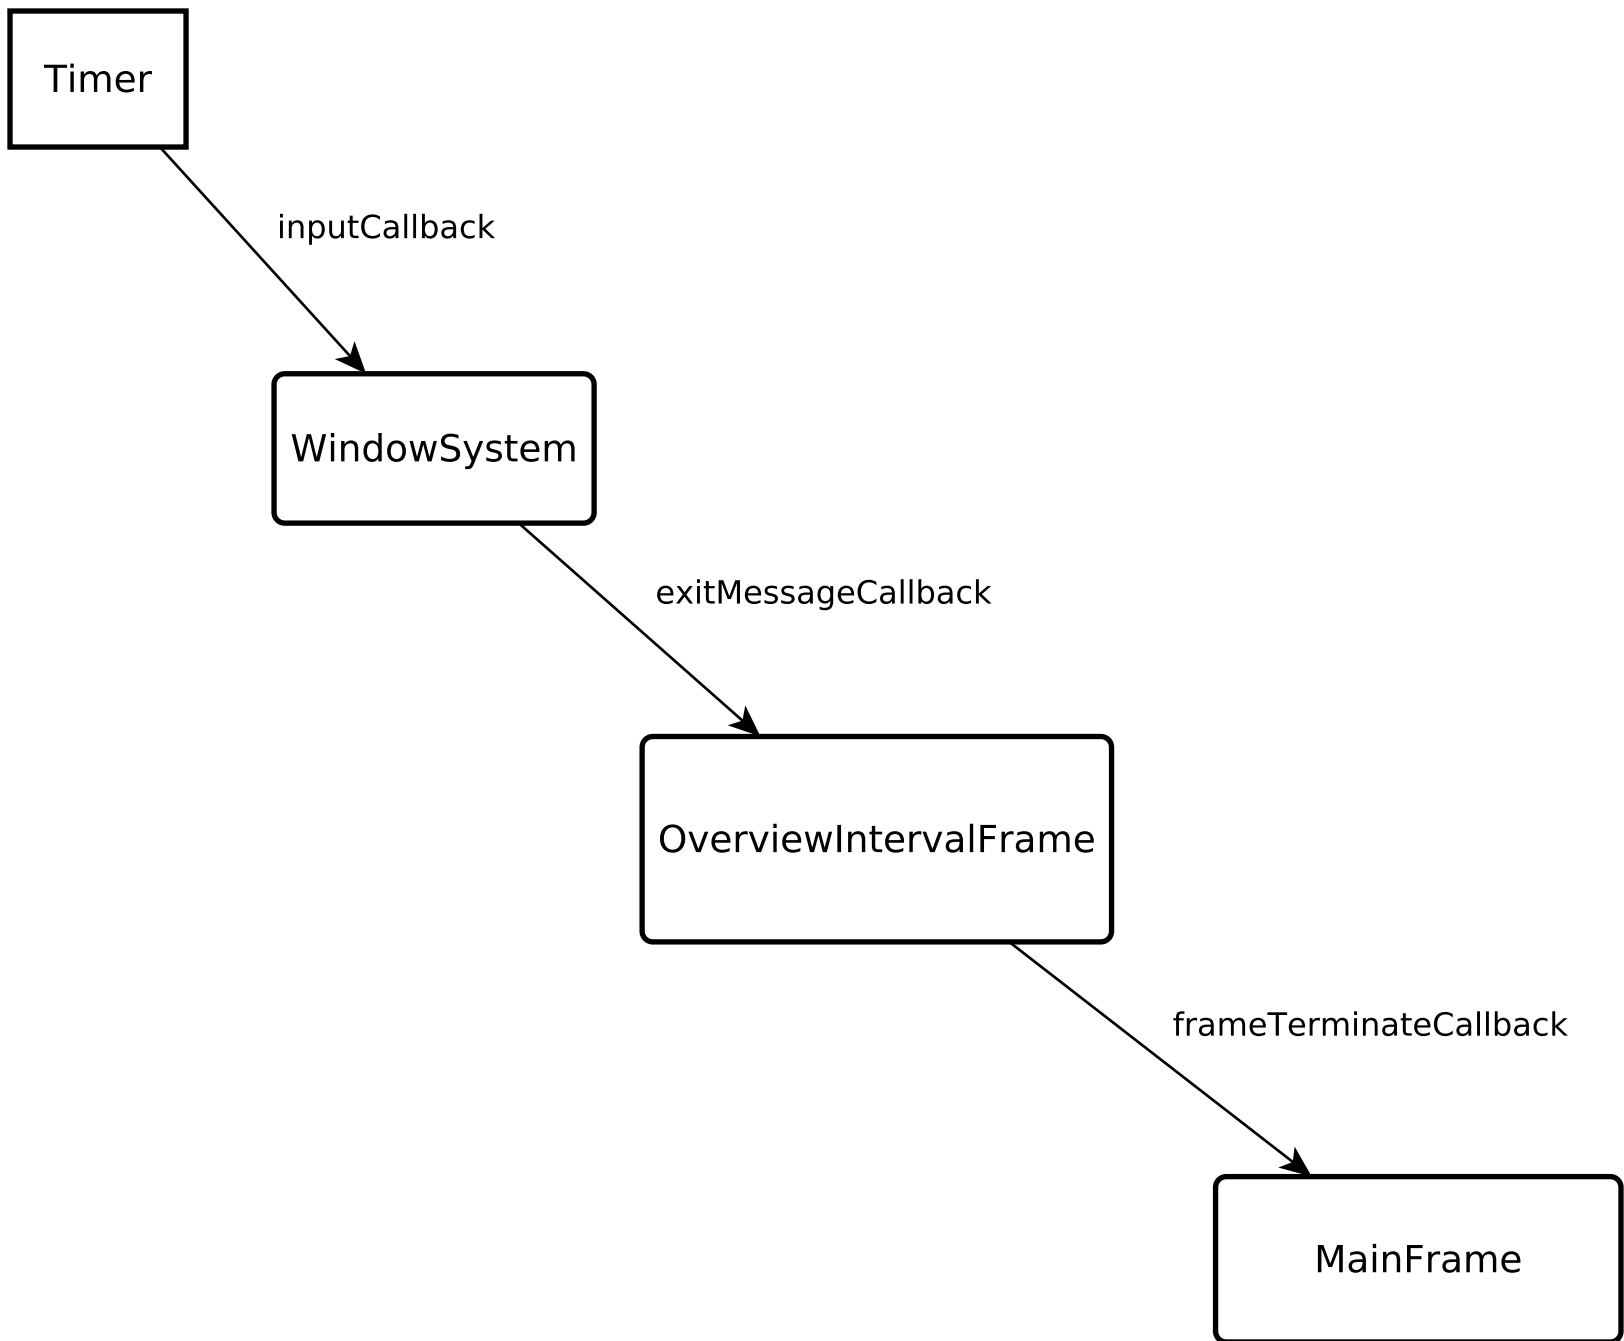 Timer
inputCallback
WindowSystem
exitMessageCallback
OverviewIntervalFrame
frameTerminateCallback
MainFrame